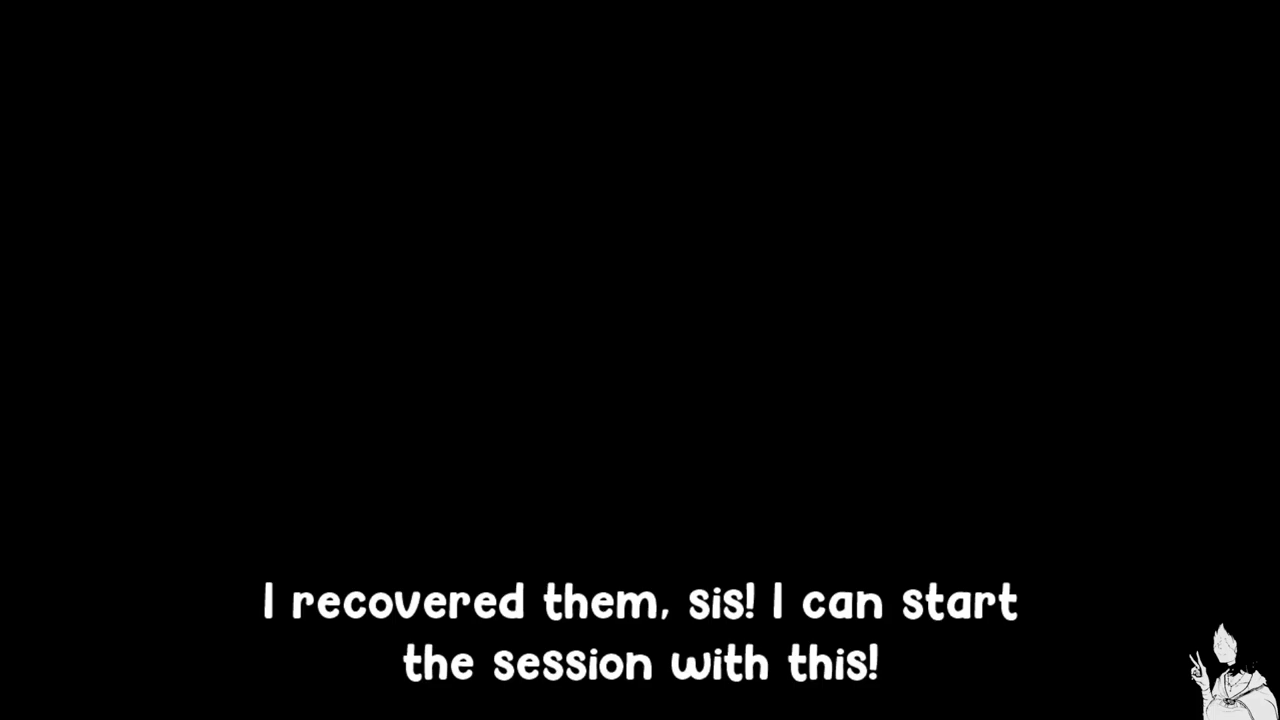 I recovered them, sis! I can start
the session with this!